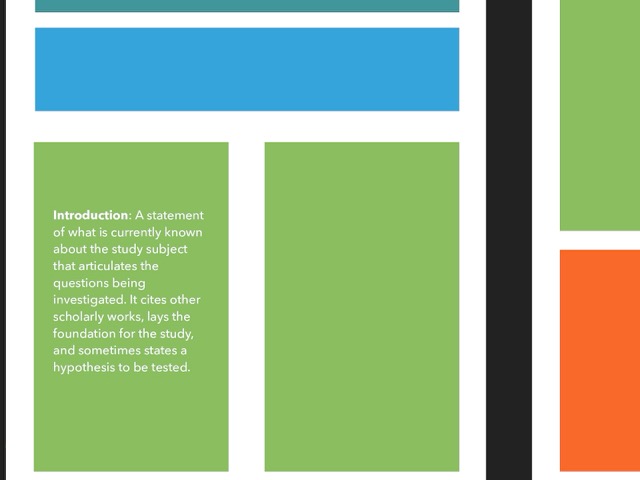 Introduction: A statement
of what is currently known
about the study subject
that articulates the
questions being
investigated. It cites other
scholarly works, lays the
foundation for the study,
and sometimes states a
hypothesis to be tested.